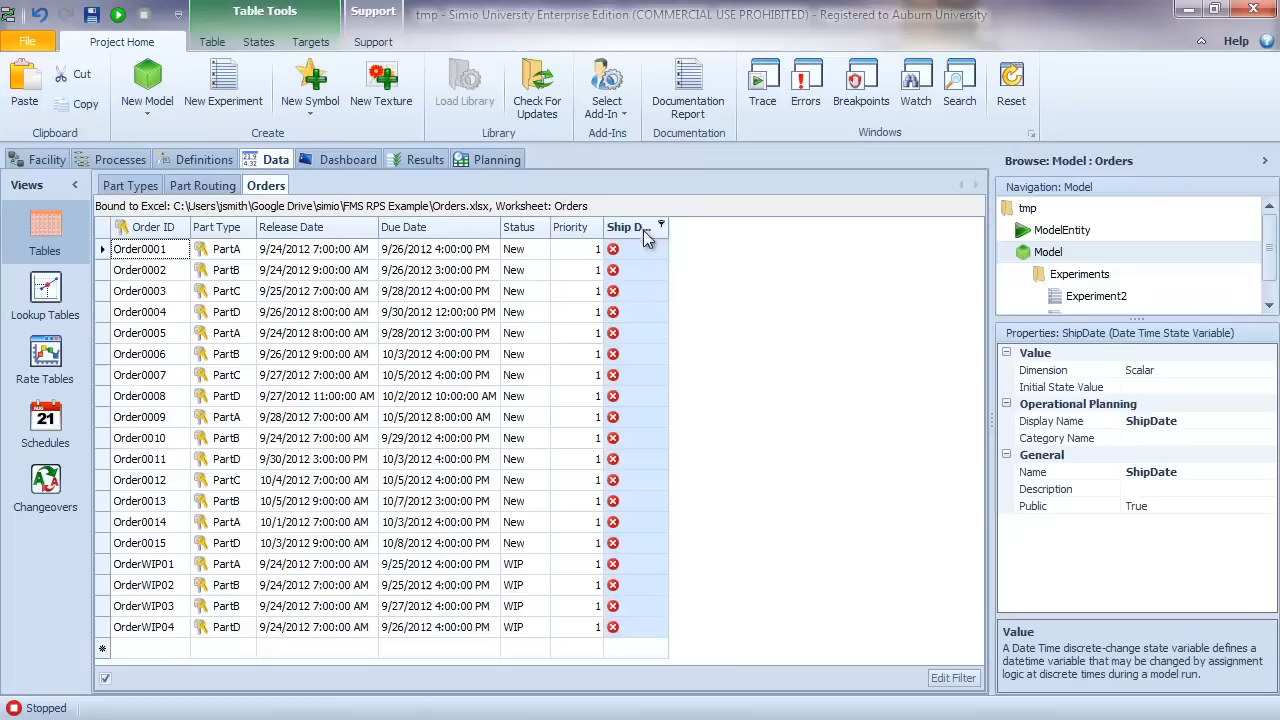 Table Tools Support tmp - Simio University Enterprise Edition (COMMERCIAL USE PROHIBITED) - Registered to Auburn University
File Project Home Table States Targets Support Help
Paste Cut Copy New Model New Experiment New Symbol New Texture Load Library Check For Updates Select Add-In Documentation Report Trace Errors Breakpoints Watch Search Reset
Clipboard Create Library Add-Ins Documentation Windows
Facility Processes Definitions Data Dashboard Results Planning
Views
Tables
Lookup Tables
Rate Tables
AUG
21
Schedules
Changeovers
Part Types Part Routing Orders
Bound to Excel: C:\Users\jsmith\Google Drive\simio\FMS RPS Example\Orders.xlsx, Worksheet: Orders
Order ID Part Type Release Date Due Date Status Priority Ship D...
Order0001 PartA 9/24/2012 7:00:00 AM 9/26/2012 4:00:00 PM New 1
Order0002 PartB 9/24/2012 9:00:00 AM 9/26/2012 3:00:00 PM New 1
Order0003 PartC 9/25/2012 7:00:00 AM 9/28/2012 4:00:00 PM New 1
Order0004 PartD 9/26/2012 8:00:00 AM 9/30/2012 12:00:00 PM New 1
Order0005 PartA 9/24/2012 8:00:00 AM 9/28/2012 3:00:00 PM New 1
Order0006 PartB 9/26/2012 9:00:00 AM 10/3/2012 4:00:00 PM New 1
Order0007 PartC 9/27/2012 7:00:00 AM 10/5/2012 4:00:00 PM New 1
Order0008 PartD 9/27/2012 11:00:00 AM 10/2/2012 10:00:00 AM New 1
Order0009 PartA 9/28/2012 7:00:00 AM 10/5/2012 8:00:00 AM New 1
Order0010 PartB 9/24/2012 7:00:00 AM 9/29/2012 4:00:00 PM New 1
Order0011 PartD 9/30/2012 3:00:00 PM 10/3/2012 4:00:00 PM New 1
Order0012 PartC 10/4/2012 7:00:00 AM 10/5/2012 4:00:00 PM New 1
Order0013 PartB 10/5/2012 9:00:00 AM 10/7/2012 3:00:00 PM New 1
Order0014 PartA 10/1/2012 7:00:00 AM 10/3/2012 4:00:00 PM New 1
Order0015 PartD 10/3/2012 9:00:00 AM 10/8/2012 4:00:00 PM New 1
OrderWIP01 PartA 9/24/2012 7:00:00 AM 9/25/2012 4:00:00 PM WIP 1
OrderWIP02 PartB 9/24/2012 7:00:00 AM 9/26/2012 4:00:00 PM WIP 1
OrderWIP03 PartB 9/24/2012 7:00:00 AM 9/27/2012 4:00:00 PM WIP 1
OrderWIP04 PartD 9/24/2012 7:00:00 AM 9/26/2012 4:00:00 PM WIP 1
Edit Filter
Browse: Model : Orders
Navigation: Model
tmp
ModelEntity
Model
Experiments
Experiment2
Properties: ShipDate (Date Time State Variable)
Value
Dimension Scalar
Initial State Value
Operational Planning
Display Name ShipDate
Category Name
General
Name ShipDate
Description
Public True
Value
A Date Time discrete-change state variable defines a
datetime variable that may be changed by assignment
logic at discrete times during a model run.
Stopped